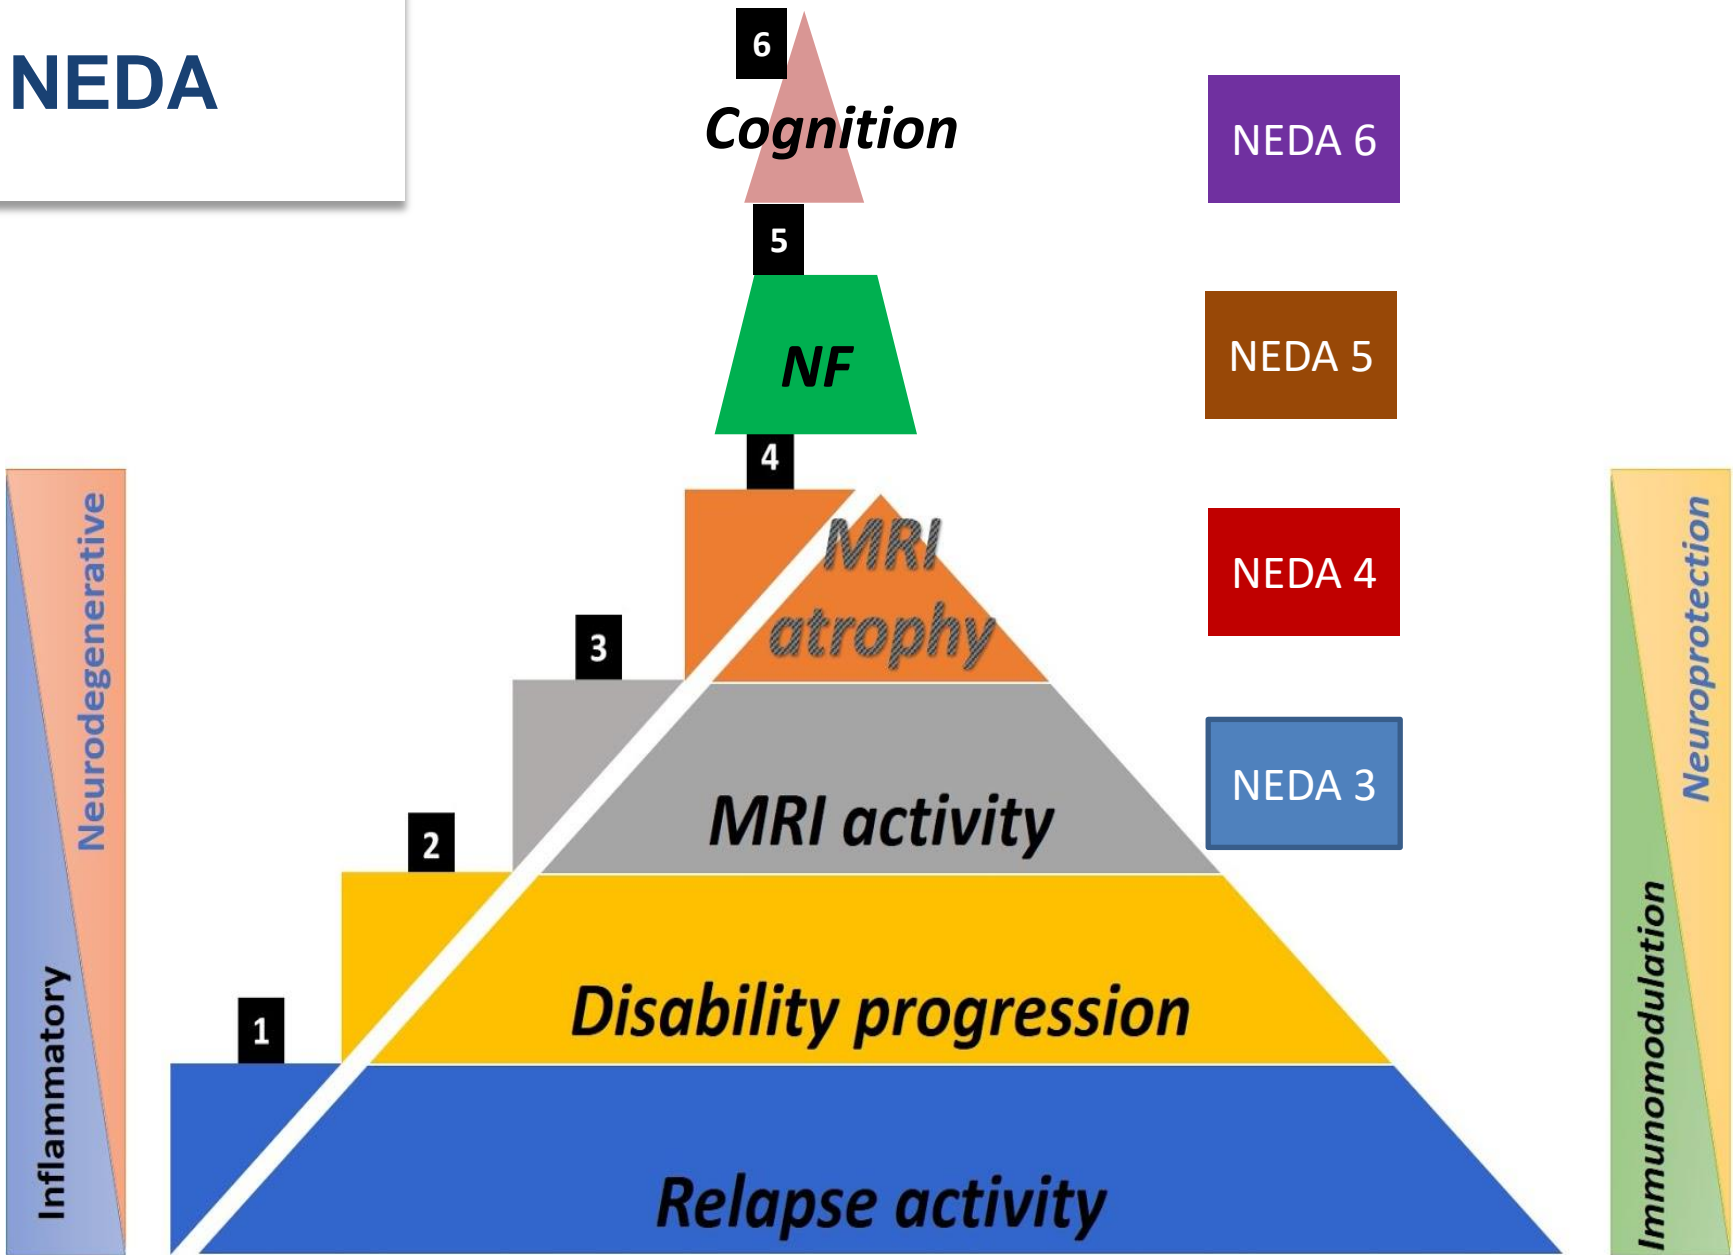 NEDA
6
Cognition
NEDA 6
5
NF
NEDA 5
4
MRI
atrophy
NEDA 4
3
MRI activity
NEDA 3
2
Disability progression
1
Relapse activity
Neurodegenerative
Inflammatory
Neuroprotection
Immunomodulation